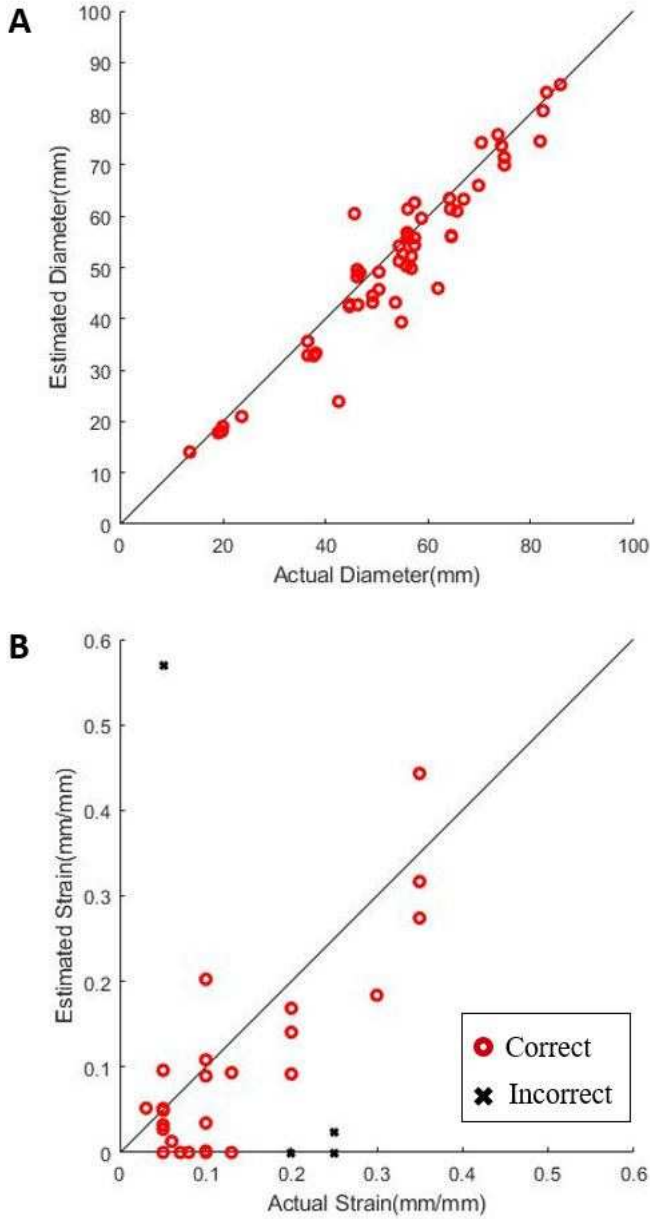 A
100
90
80
70
60
50
40
30
20
10
0
Estimated Diameter(mm)
0 20 40 60 80 100
Actual Diameter(mm)
B
0.6
0.5
0.4
0.3
0.2
0.1
0
Estimated Strain(mm/mm)
Correct
Incorrect
0 0.1 0.2 0.3 0.4 0.5 0.6
Actual Strain(mm/mm)